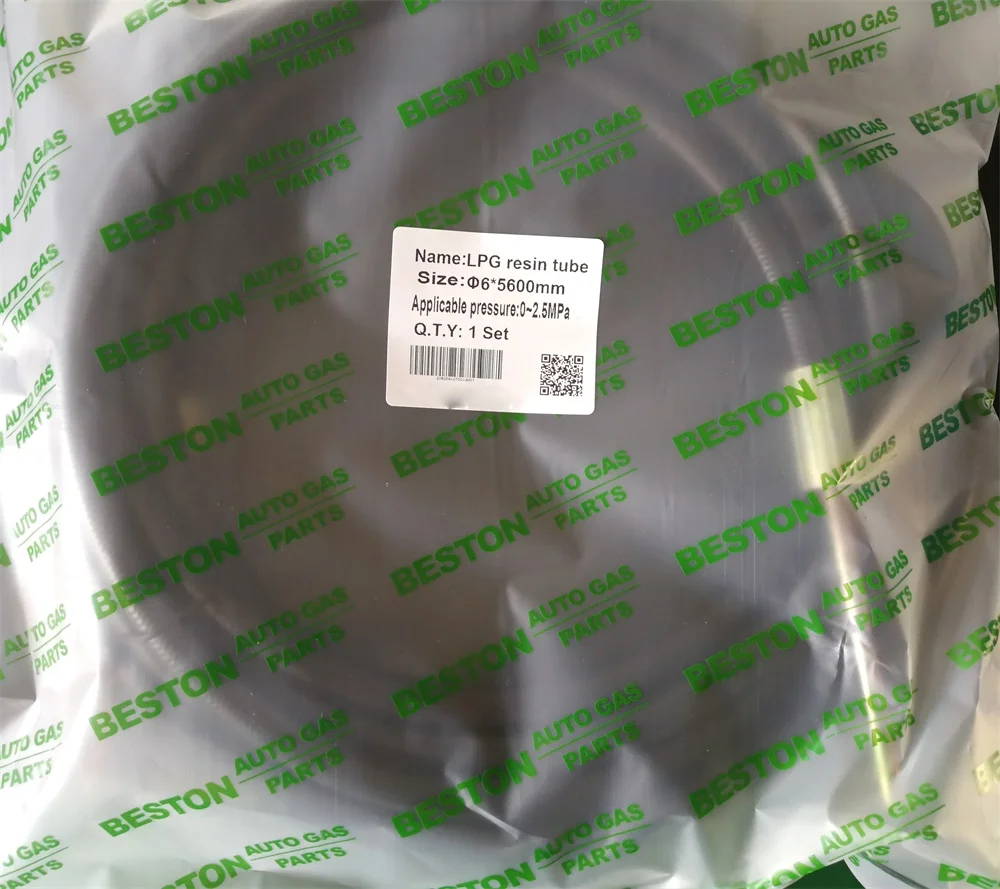 BESTON AUTO GAS PARTS
Name:LPG resin tube
Size:Φ6*5600mm
Applicable pressure:0~2.5MPa
Q.T.Y: 1 Set